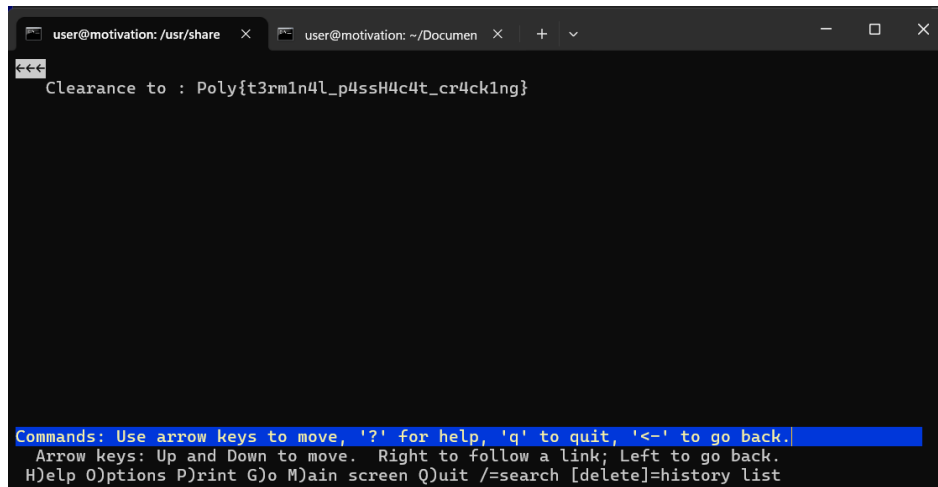 user@motivation: /usr/share
user@motivation: ~/Documen
←←←
Clearance to : Poly{t3rm1n4l_p4ssH4c4t_cr4ck1ng}
Commands: Use arrow keys to move, '?' for help, 'q' to quit, '<-' to go back.
Arrow keys: Up and Down to move.  Right to follow a link; Left to go back.
H)elp O)ptions P)rint G)o M)ain screen Q)uit /=search [delete]=history list